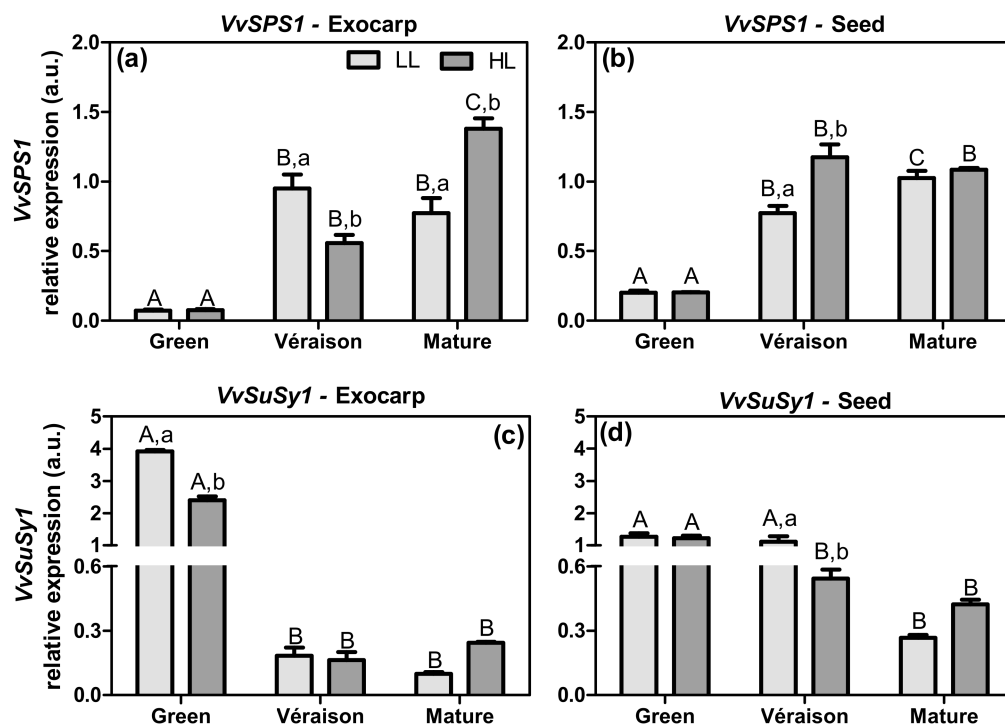 VvSPS1 - Exocarp
VvSPS1
relative expression (a.u.)
2.0
1.5
1.0
0.5
0.0
(a)
LL
HL
A
A
B,a
B,b
B,a
C,b
Green
Véraison
Mature
VvSPS1 - Seed
2.0
1.5
1.0
0.5
0.0
(b)
A
A
B,a
B,b
C
B
Green
Véraison
Mature
VvSuSy1 - Exocarp
VvSuSy1
relative expression (a.u.)
5
4
3
2
1
0.6
0.3
0.0
(c)
A,a
A,b
B
B
B
B
Green
Véraison
Mature
VvSuSy1 - Seed
5
4
3
2
1
0.6
0.3
0.0
(d)
A
A
A,a
B,b
B
B
Green
Véraison
Mature